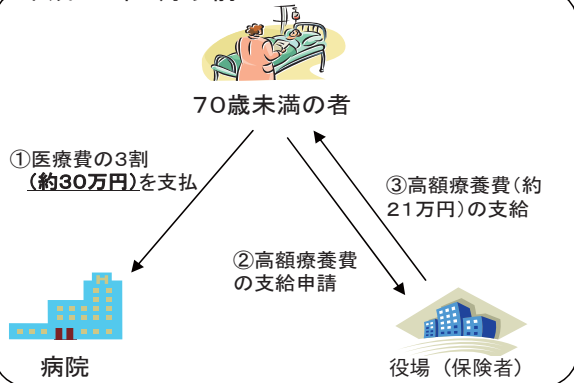 70歳未満の者
①医療費の3割
(約30万円)を支払
③高額療養費(約
21万円)の支給
②高額療養費
の支給申請
病院
役場（保険者）